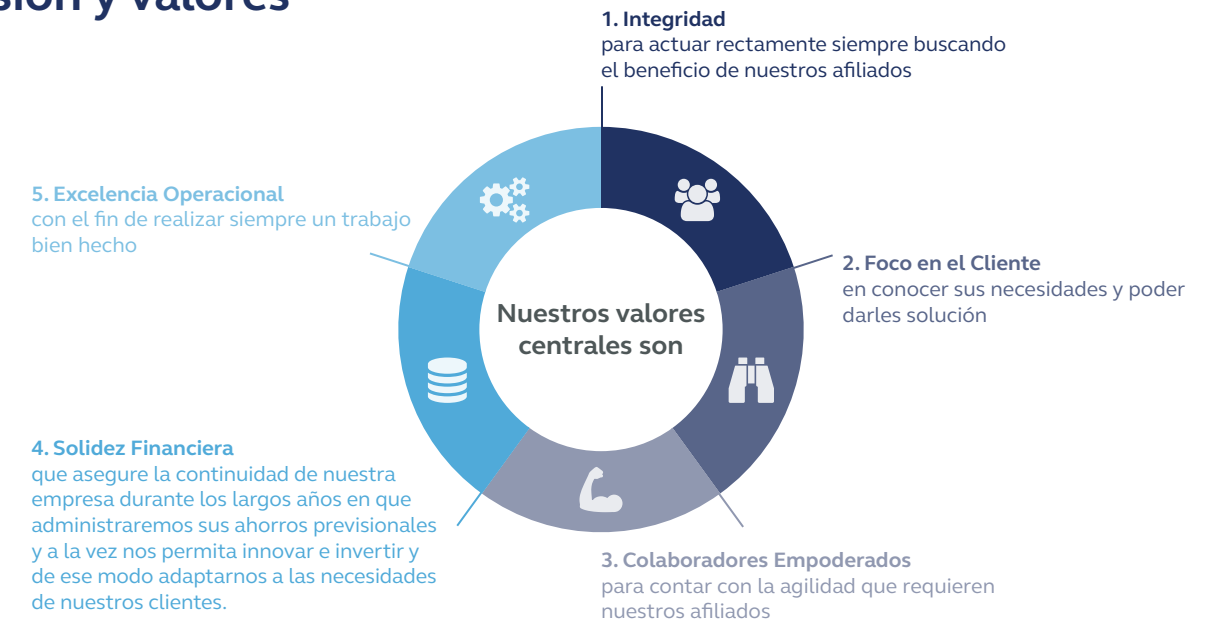 sión y valores
1. Integridad
para actuar rectamente siempre buscando
el beneficio de nuestros afiliados
5. Excelencia Operacional
con el fin de realizar siempre un trabajo
bien hecho
2. Foco en el Cliente
en conocer sus necesidades y poder
darles solución
Nuestros valores
centrales son
4. Solidez Financiera
que asegure la continuidad de nuestra
empresa durante los largos años en que
administraremos sus ahorros previsionales
y a la vez nos permita innovar e invertir y
de ese modo adaptarnos a las necesidades
de nuestros clientes.
3. Colaboradores Empoderados
para contar con la agilidad que requieren
nuestros afiliados